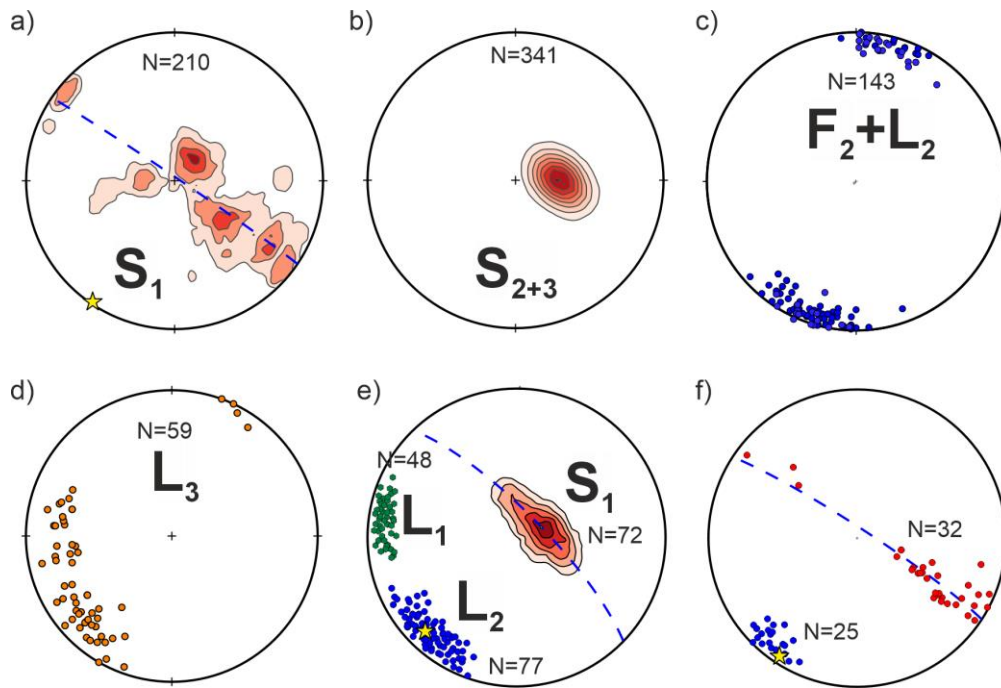 a)
N=210
S1
b)
N=341
S2+3
c)
N=143
F2+L2
d)
N=59
L3
e)
N=48
L1
S1
N=72
L2
N=77
f)
N=32
N=25